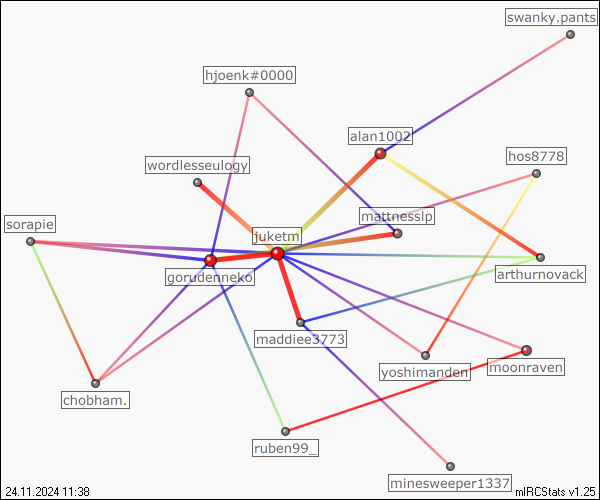 swanky.pants
hjoenk#0000
alan1002
wordlesseulogy
hos8778
mattresslp
sorapie
juketm
gorudenneko
arthurnovack
maddiee3773
yoshimanden
moonraven
chobham.
ruben99_
minesweeper1337
24.11.2024 11:38
mIRCStats v1.25